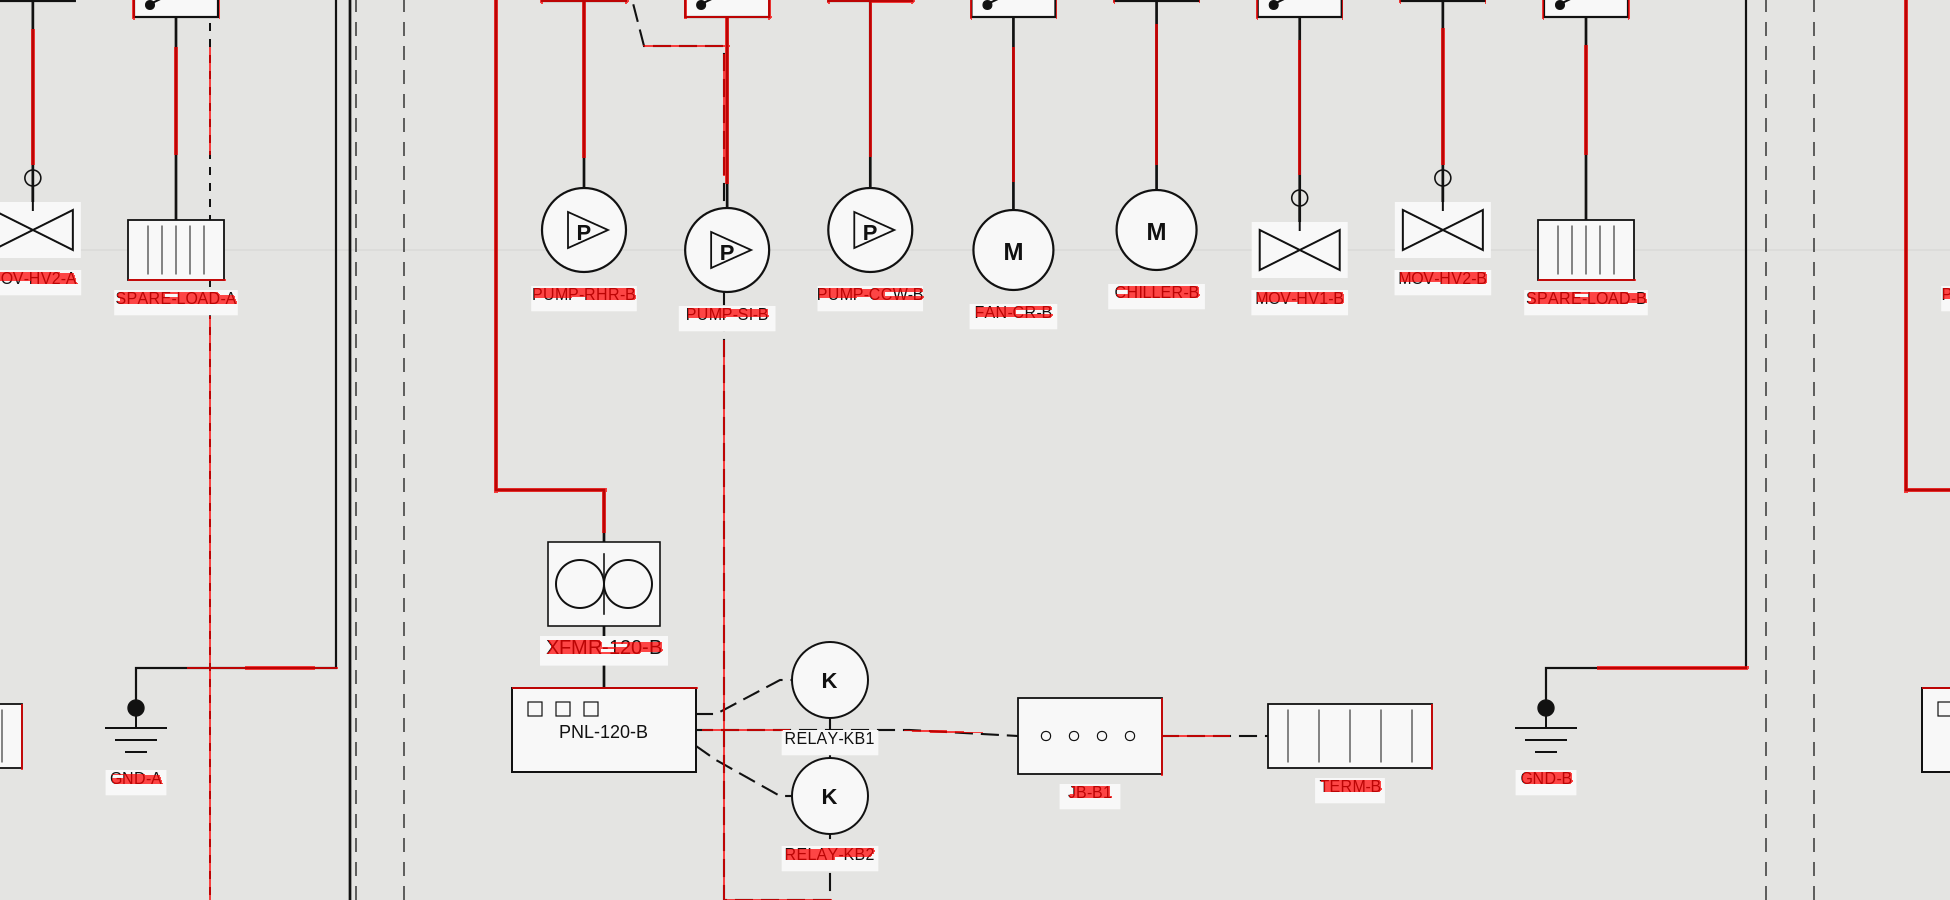 P
P
P
M
M
OV-HV2-A
SPARE-LOAD-A
PUMP-RHR-B
PUMP-SI-B
PUMP-CCW-B
FAN-CR-B
CHILLER-B
MOV-HV1-B
MOV-HV2-B
SPARE-LOAD-B
XFMR-120-B
K
PNL-120-B
RELAY-KB1
K
RELAY-KB2
JB-B1
TERM-B
GND-A
GND-B